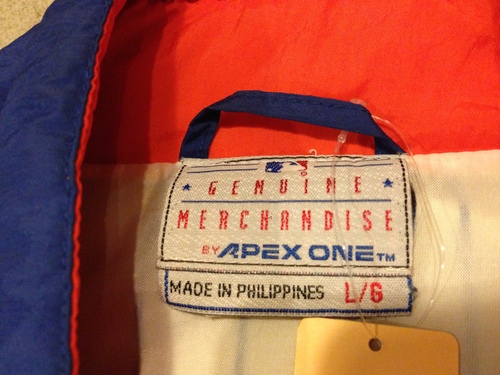 GENUINE
MERCHANDISE
BY APEX ONE TM
MADE IN PHILIPPINES L/G